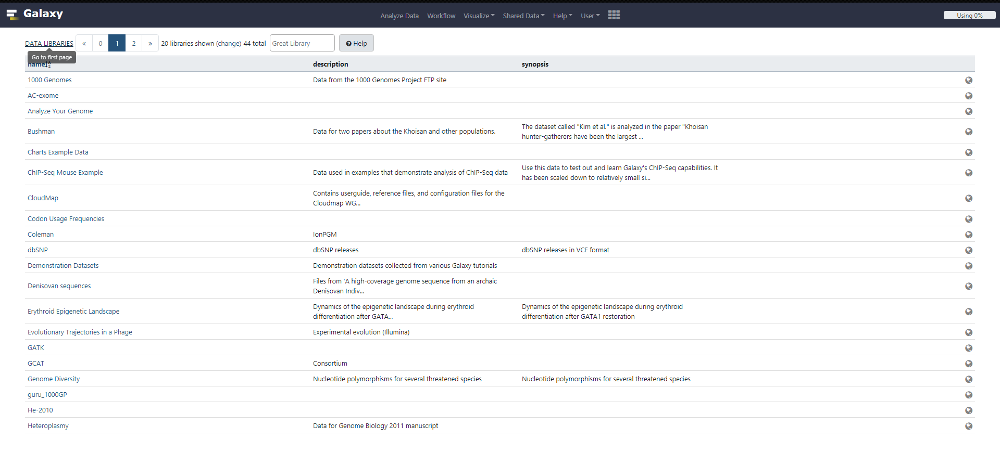 Galaxy
Analyze Data Workflow Visualize Shared Data Help User
Using 0%
DATA LIBRARIES « 0 1 2 » 20 libraries shown (change) 44 total Great Library Help
Go to first page
name description synopsis
1000 Genomes Data from the 1000 Genomes Project FTP site
AC-exome
Analyze Your Genome
Bushman Data for two papers about the Khoisan and other populations. The dataset called "Kim et al." is analyzed in the paper "Khoisan
hunter-gatherers have been the largest ...
Charts Example Data
ChIP-Seq Mouse Example Data used in examples that demonstrate analysis of ChIP-Seq data Use this data to test out and learn Galaxy's ChIP-Seq capabilities. It
has been scaled down to relatively small si...
CloudMap Contains userguide, reference files, and configuration files for the
Cloudmap WG...
Codon Usage Frequencies
Coleman IonPGM
dbSNP dbSNP releases dbSNP releases in VCF format
Demonstration Datasets Demonstration datasets collected from various Galaxy tutorials
Denisovan sequences Files from 'A high-coverage genome sequence from an archaic
Denisovan Indiv...
Erythroid Epigenetic Landscape Dynamics of the epigenetic landscape during erythroid
differentiation after GATA...
Dynamics of the epigenetic landscape during erythroid
differentiation after GATA1 restoration
Evolutionary Trajectories in a Phage Experimental evolution (Illumina)
GATK
GCAT Consortium
Genome Diversity Nucleotide polymorphisms for several threatened species Nucleotide polymorphisms for several threatened species
guru_1000GP
He-2010
Heteroplasmy Data for Genome Biology 2011 manuscript